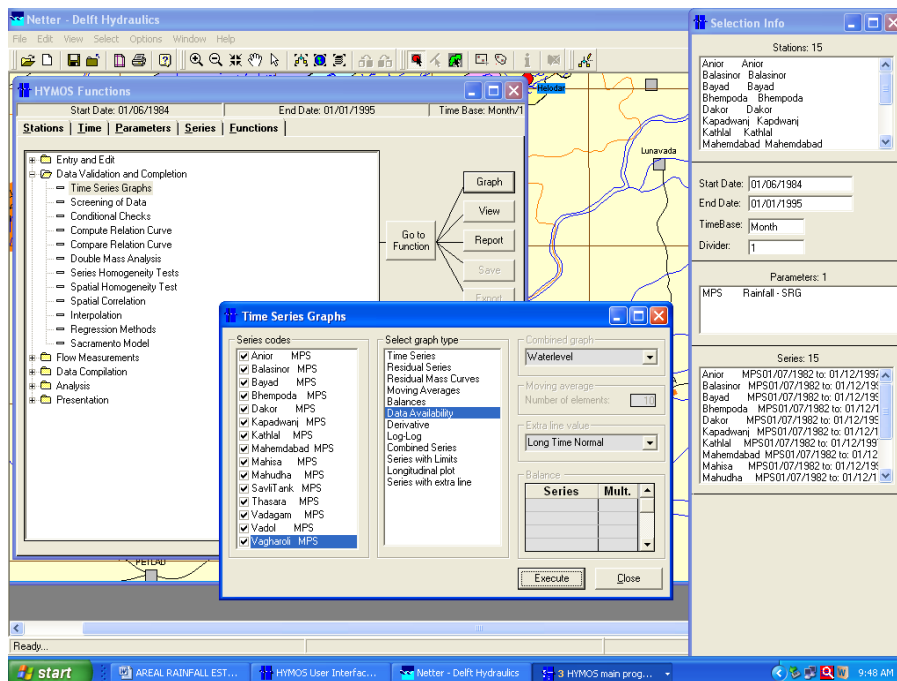 Netter - Delft Hydraulics
File Edit View Select Options Window Help
Helodar
Lunavada
HYMOS Functions
Start Date: 01/06/1984 End Date: 01/01/1995 Time Base: Month/1
Stations Time Parameters Series Functions
Entry and Edit
Data Validation and Completion
Time Series Graphs
Screening of Data
Conditional Checks
Compute Relation Curve
Compare Relation Curve
Double Mass Analysis
Series Homogeneity Tests
Spatial Homogeneity Test
Spatial Correlation
Interpolation
Regression Methods
Sacramento Model
Flow Measurements
Data Compilation
Analysis
Presentation
Go to
Function
Graph
View
Report
Save
Export
Time Series Graphs
Series codes
Anior MPS
Balasinor MPS
Bayad MPS
Bhempoda MPS
Dakor MPS
Kapadwanj MPS
Kathlal MPS
Mahemdabad MPS
Mahisa MPS
Mahudha MPS
SavliTank MPS
Thasara MPS
Vadagam MPS
Vadol MPS
Vagharoli MPS
Select graph type
Time Series
Residual Series
Residual Mass Curves
Moving Averages
Balances
Data Availability
Derivative
Log-Log
Combined Series
Series with Limits
Longitudinal plot
Series with extra line
Combined graph
Waterlevel
Moving average
Number of elements: 10
Extra line value
Long Time Normal
Balance
Series Mult.
Execute Close
Selection Info
Stations: 15
Anior Anior
Balasinor Balasinor
Bayad Bayad
Bhempoda Bhempoda
Dakor Dakor
Kapadwanj Kapdwanj
Kathlal Kathlal
Mahemdabad Mahemdabad
Start Date: 01/06/1984
End Date: 01/01/1995
TimeBase: Month
Divider: 1
Parameters: 1
MPS Rainfall - SRG
Series: 15
Anior MPS01/07/1982 to: 01/12/1997
Balasinor MPS01/07/1982 to: 01/12/199
Bayad MPS01/07/1982 to: 01/12/199
Bhempoda MPS01/07/1982 to: 01/12/1
Dakor MPS01/07/1982 to: 01/12/199
Kapadwanj MPS01/07/1982 to: 01/12/1
Kathlal MPS01/07/1982 to: 01/12/199
Mahemdabad MPS01/07/1982 to: 01/1
Mahisa MPS01/07/1982 to: 01/12/199
Mahudha MPS01/07/1982 to: 01/12/1
PETLAD
Ready...
start AREAL RAINFALL EST... HYMOS User Interfac... Netter - Delft Hydraulics 3 HYMOS main prog... 9:48 AM